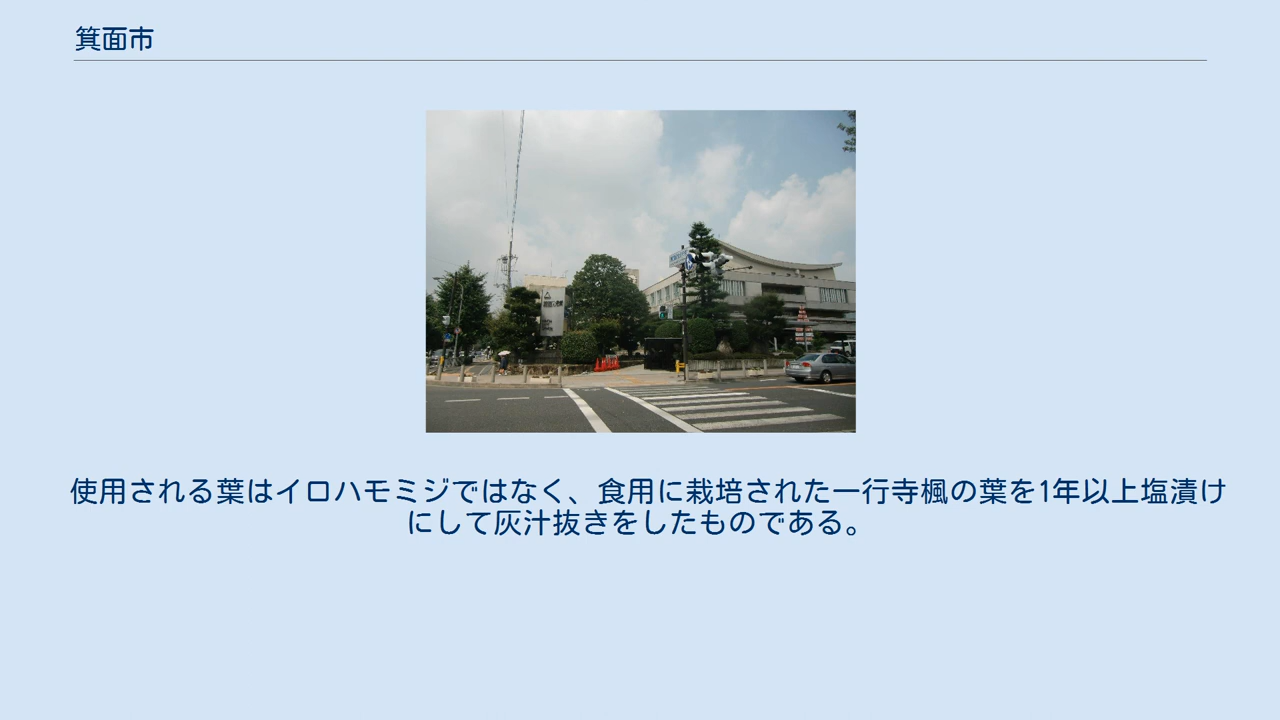 箕面市
使用される葉はイロハモミジではなく、食用に栽培された一行寺楓の葉を1年以上塩漬け
にして灰汁抜きをしたものである。